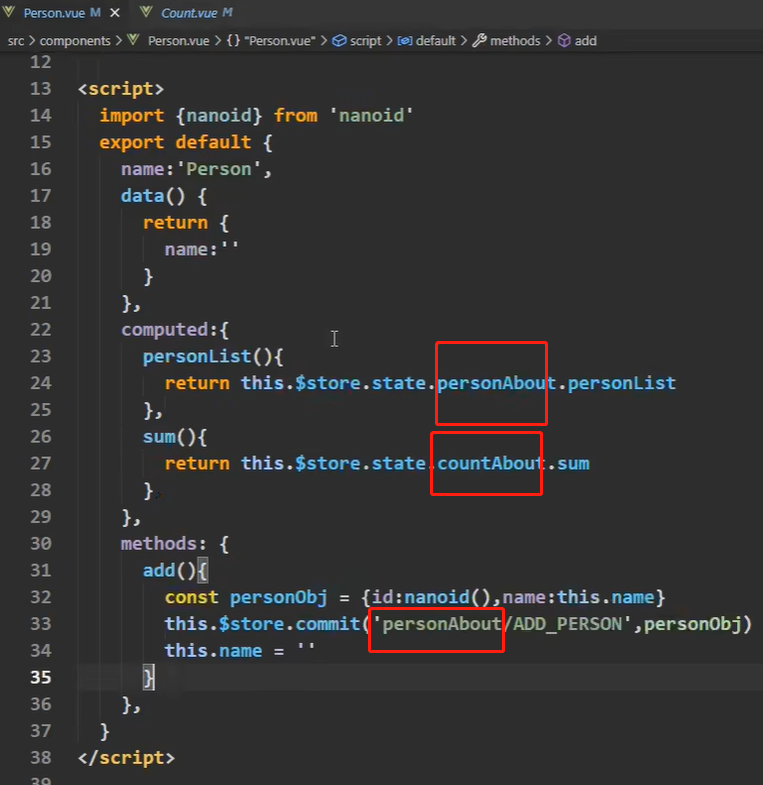 Person.vue M × Count.vue M
src > components > Person.vue > {} "Person.vue" > script > default > methods > add
12
13 <script>
14 import {nanoid} from 'nanoid'
15 export default {
16 name:'Person',
17 data() {
18 return {
19 name:''
20 }
21 },
22 computed:{
23 personList(){
24 return this.$store.state.personAbout.personList
25 },
26 sum(){
27 return this.$store.state.countAbout.sum
28 },
29 },
30 methods: {
31 add(){
32 const personObj = {id:nanoid(),name:this.name}
33 this.$store.commit('personAbout/ADD_PERSON',personObj)
34 this.name = ''
35 }
36 },
37 }
38 </script>
39